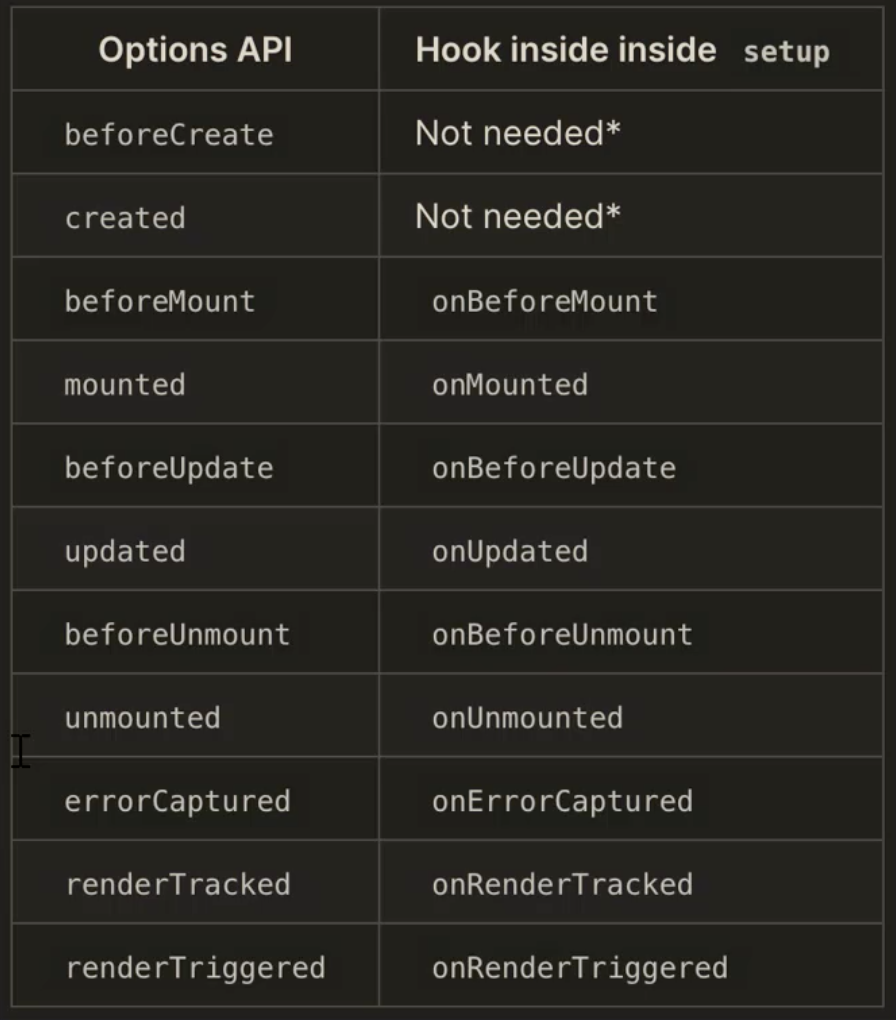 Options API Hook inside inside setup
beforeCreate Not needed*
created Not needed*
beforeMount onBeforeMount
mounted onMounted
beforeUpdate onBeforeUpdate
updated onUpdated
beforeUnmount onBeforeUnmount
unmounted onUnmounted
errorCaptured onErrorCaptured
renderTracked onRenderTracked
renderTriggered onRenderTriggered